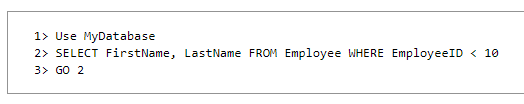 1> Use MyDatabase
2> SELECT FirstName, LastName FROM Employee WHERE EmployeeID < 10
3> GO 2